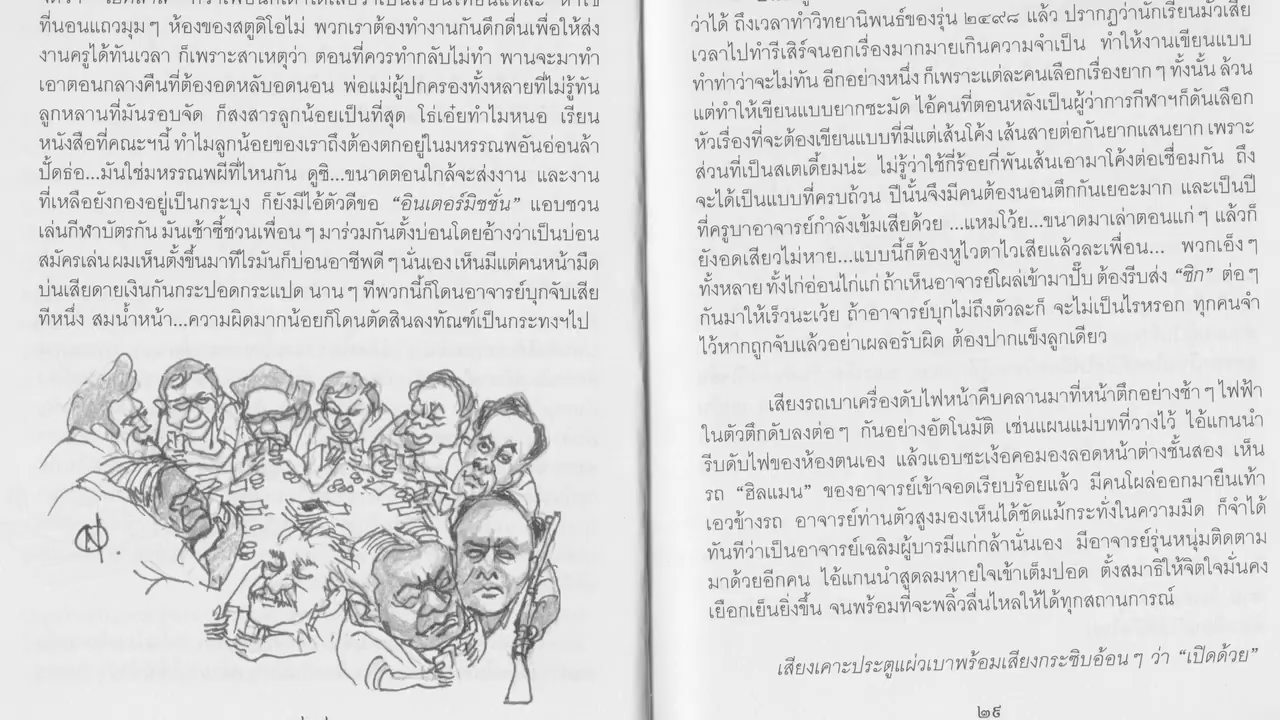 ที่นอนแถวมุมๆ ห้องของสตูดิโอไม่ พวกเราต้องทำงานกันดึกดื่นเพื่อให้ส่ง
งานครูได้ทันเวลา ก็เพราะสาเหตุว่า ตอนที่ควรทำกลับไม่ทำ พานจะมาทำ
เอาตอนกลางคืนที่ต้องอดหลับอดนอน พ่อแม่ผู้ปกครองทั้งหลายที่ไม่รู้ทัน
ลูกหลานที่มันรอบจัด ก็สงสารลูกน้อยเป็นที่สุด โธ่เอ๋ยทำไมหนอ เรียน
หนังสือที่คณะฯนี้ ทำไมลูกน้อยของเราถึงต้องตกอยู่ในมหรรณพอันอ่อนล้า
ปั้ดธ่อ...มันใช่มหรรณพผีที่ไหนกัน ดูซิ...ขนาดตอนใกล้จะส่งงาน และงาน
ที่เหลือยังกองอยู่เป็นกระบุง ก็ยังมีไอ้ตัวดีขอ “อินเตอร์มิชชั่น” แอบชวน
เล่นกีฬาบัตรกัน มันเซ้าซี้ชวนเพื่อนๆ มาร่วมกันตั้งบ่อนโดยอ้างว่าเป็นบ่อน
สมัครเล่น ผมเห็นตั้งขึ้นมาทีไรมันก็บ่อนอาชีพดีๆ นั่นเอง เห็นมีแต่คนหน้ามืด
บ่นเสียดายเงินกันกระปอดกระแปด นานๆ ทีพวกนี้ก็โดนอาจารย์บุกจับเสีย
ทีหนึ่ง สมน้ำหน้า...ความผิดมากน้อยก็โดนตัดสินลงทัณฑ์เป็นกระทงฯไป
ว่าได้ ถึงเวลาทำวิทยานิพนธ์ของรุ่น ๒๔๙๘ แล้ว ปรากฏว่านักเรียนมัวเสีย
เวลาไปทำรีเสิร์จนอกเรื่องมากมายเกินความจำเป็น ทำให้งานเขียนแบบ
ทำท่าว่าจะไม่ทัน อีกอย่างหนึ่ง ก็เพราะแต่ละคนเลือกเรื่องยากๆ ทั้งนั้น ล้วน
แต่ทำให้เขียนแบบยากชะมัด ไอ้คนที่ตอนหลังเป็นผู้ว่าการกีฬาฯก็ดันเลือก
หัวเรื่องที่จะต้องเขียนแบบที่มีแต่เส้นโค้ง เส้นสายต่อกันยากแสนยาก เพราะ
ส่วนที่เป็นสเตเดี้ยมน่ะ ไม่รู้ว่าใช้กี่ร้อยกี่พันเส้นเอามาโค้งต่อเชื่อมกัน ถึง
จะได้เป็นแบบที่ครบถ้วน ปีนั้นจึงมีคนต้องนอนตึกกันเยอะมาก และเป็นปี
ที่ครูบาอาจารย์กำลังเข้มเสียด้วย ...แหมโว้ย...ขนาดมาเล่าตอนแก่ๆ แล้วก็
ยังอดเสียวไม่หาย...แบบนี้ก็ต้องหูไวตาไวเสียแล้วละเพื่อน... พวกเอ็งๆ
ทั้งหลาย ทั้งไก่อ่อนไก่แก่ ถ้าเห็นอาจารย์โผล่เข้ามาปั๊บ ต้องรีบส่ง “ซิก” ต่อๆ
กันมาให้เร็วนะเว้ย ถ้าอาจารย์บุกไม่ถึงตัวละก็ จะไม่เป็นไรหรอก ทุกคนจำ
ไว้หากถูกจับแล้วอย่าเผลอรับผิด ต้องปากแข็งลูกเดียว
เสียงรถเบาเครื่องดับไฟหน้าคืบคลานมาที่หน้าตึกอย่างช้าๆ ไฟฟ้า
ในตัวตึกดับลงต่อๆ กันอย่างอัตโนมัติ เช่นแผนแม่บทที่วางไว้ ไอ้แกนนำ
รีบดับไฟของห้องตนเอง แล้วแอบชะเง้อคอมองลอดหน้าต่างชั้นสอง เห็น
รถ “ฮิลแมน” ของอาจารย์เข้าจอดเรียบร้อยแล้ว มีคนโผล่ออกมายืนเท้า
เอวข้างรถ อาจารย์ท่านตัวสูงมองเห็นได้ชัดแม้กระทั่งในความมืด ก็จำได้
ทันทีว่าเป็นอาจารย์เฉลิมผู้บารมีแก่กล้านั่นเอง มีอาจารย์รุ่นหนุ่มติดตาม
มาด้วยอีกคน ไอ้แกนนำสูดลมหายใจเข้าเต็มปอด ตั้งสมาธิให้จิตใจมั่นคง
เยือกเย็นยิ่งขึ้น จนพร้อมที่จะพลิ้วลื่นไหลให้ได้ทุกสถานการณ์
เสียงเคาะประตูแผ่วเบาพร้อมเสียงกระซิบอ้อนๆ ว่า “เปิดด้วย”
๒๙